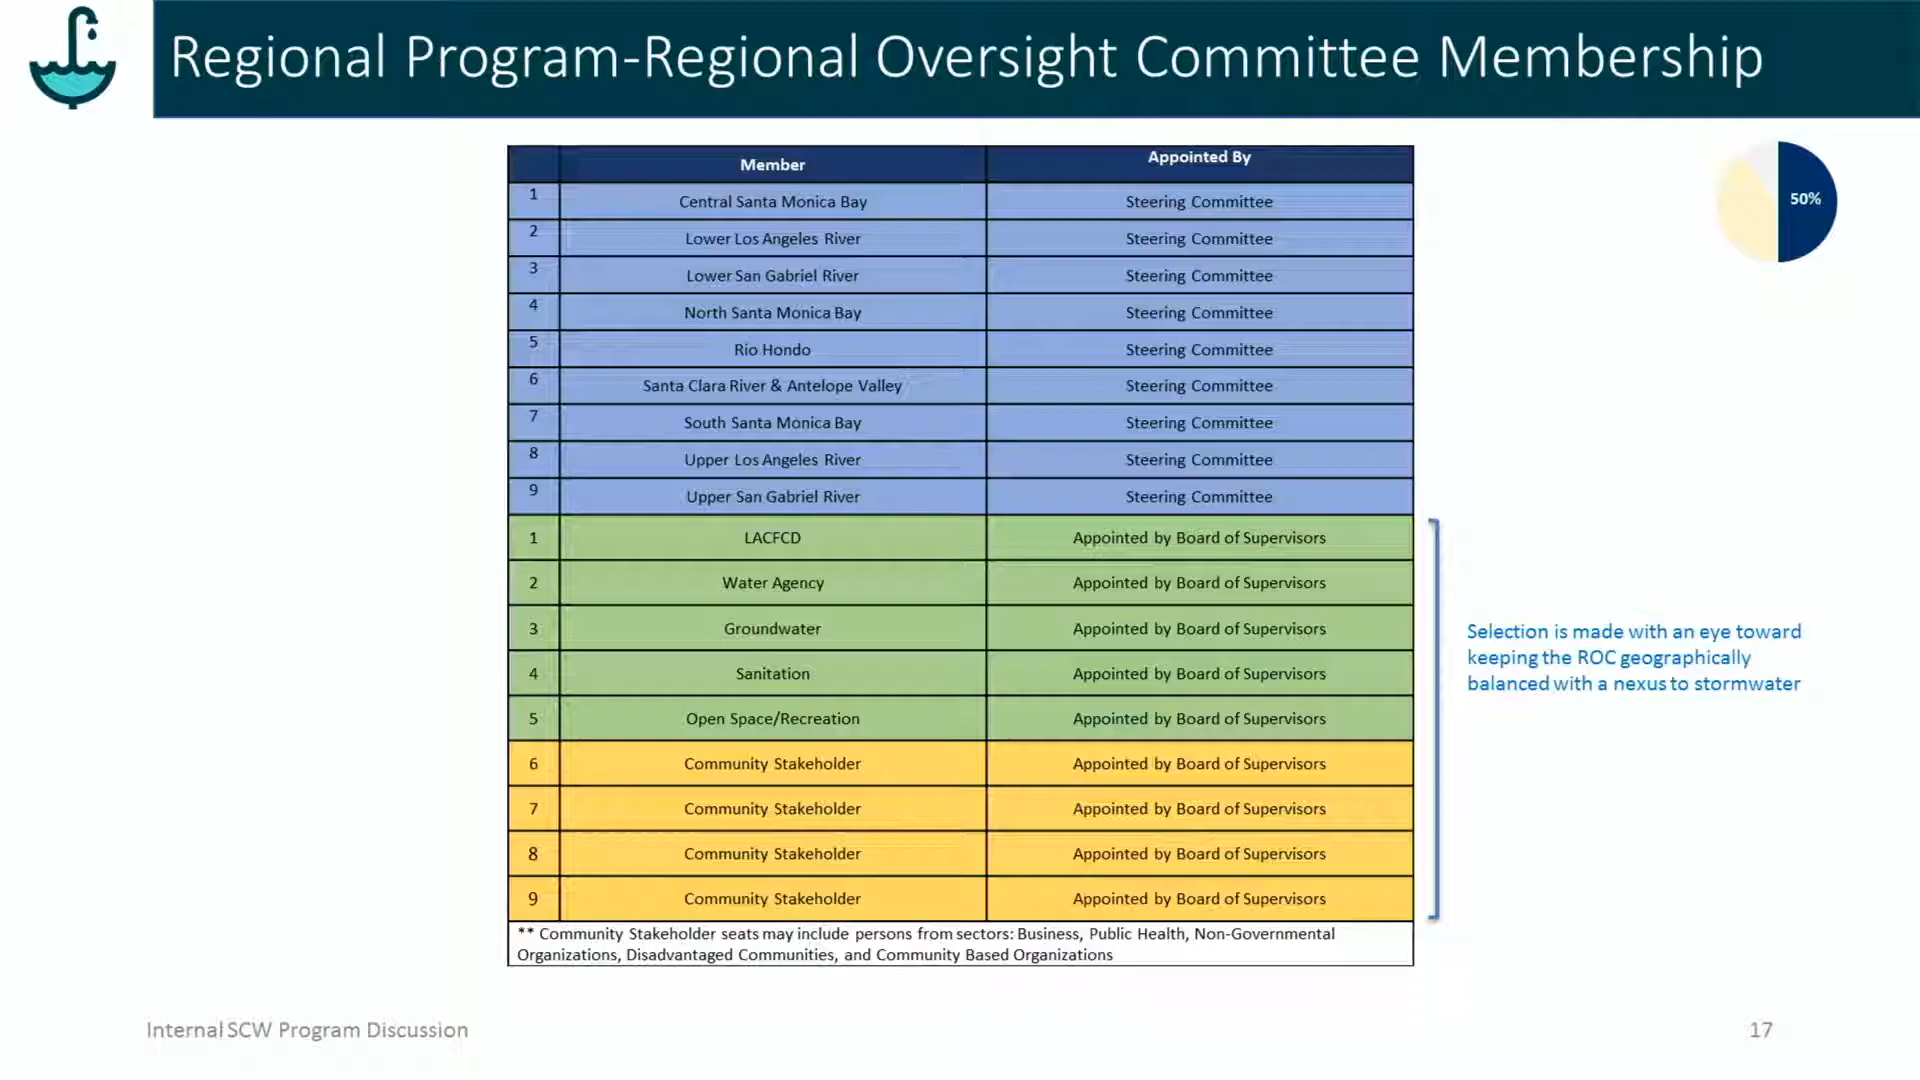 Regional Program-Regional Oversight Committee Membership
Member Appointed By
1 Central Santa Monica Bay Steering Committee
2 Lower Los Angeles River Steering Committee
3 Lower San Gabriel River Steering Committee
4 North Santa Monica Bay Steering Committee
5 Rio Hondo Steering Committee
6 Santa Clara River & Antelope Valley Steering Committee
7 South Santa Monica Bay Steering Committee
8 Upper Los Angeles River Steering Committee
9 Upper San Gabriel River Steering Committee
1 LACFCD Appointed by Board of Supervisors
2 Water Agency Appointed by Board of Supervisors
3 Groundwater Appointed by Board of Supervisors
4 Sanitation Appointed by Board of Supervisors
5 Open Space/Recreation Appointed by Board of Supervisors
6 Community Stakeholder Appointed by Board of Supervisors
7 Community Stakeholder Appointed by Board of Supervisors
8 Community Stakeholder Appointed by Board of Supervisors
9 Community Stakeholder Appointed by Board of Supervisors
** Community Stakeholder seats may include persons from sectors: Business, Public Health, Non-Governmental
Organizations, Disadvantaged Communities, and Community Based Organizations
50%
Selection is made with an eye toward
keeping the ROC geographically
balanced with a nexus to stormwater
Internal SCW Program Discussion
17